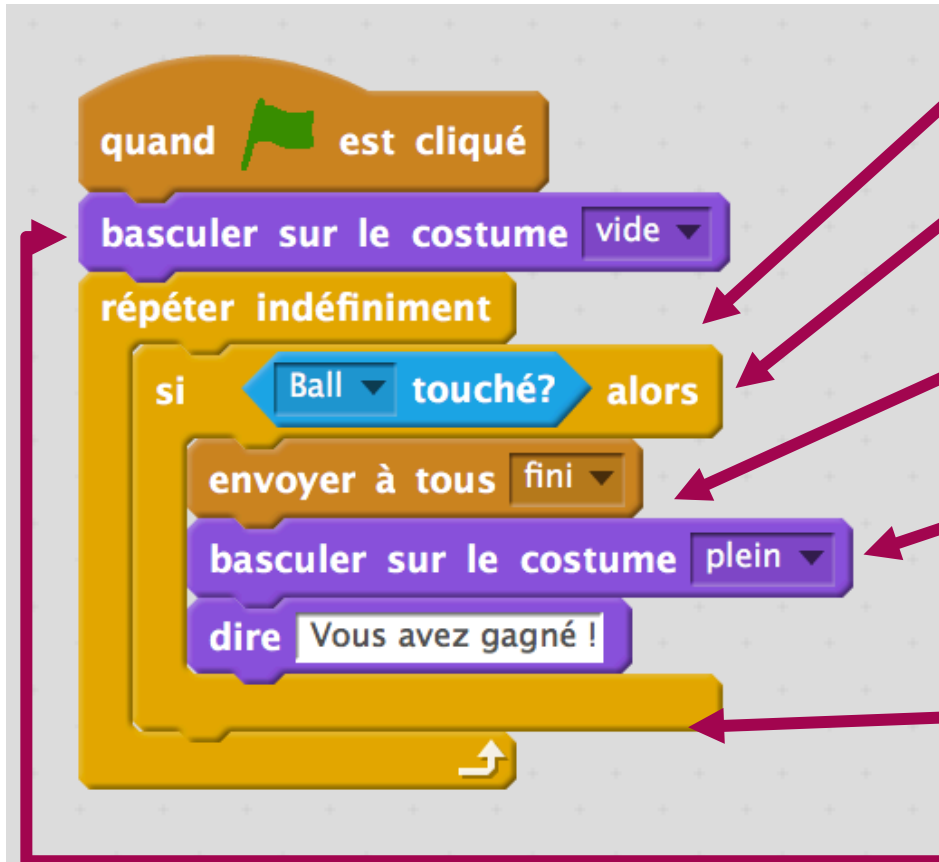 quand est cliqué
basculer sur le costume vide
répéter indéfiniment
si Ball touché? alors
envoyer à tous fini
basculer sur le costume plein
dire Vous avez gagné !